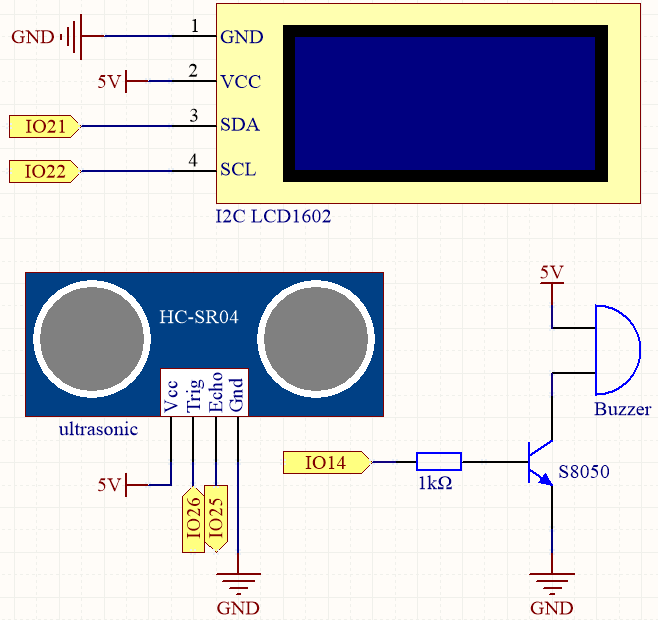 GND 1 GND
5V 2 VCC
IO21 3 SDA
IO22 4 SCL
I2C LCD1602
5V
HC-SR04
Vcc Trig Echo Gnd
Buzzer
ultrasonic
IO14
S8050
1kΩ
5V
IO26 IO25
GND
GND